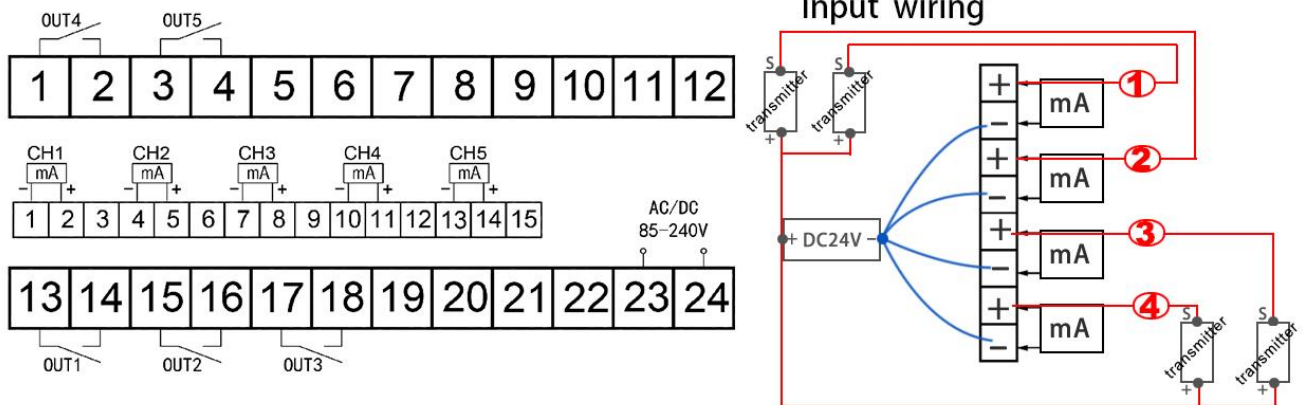 OUT4 OUT5
1 2 3 4 5 6 7 8 9 10 11 12
CH1 CH2 CH3 CH4 CH5
mA mA mA mA mA
- + - + - + - + - +
1 2 3 4 5 6 7 8 9 10 11 12 13 14 15
AC/DC
85-240V
13 14 15 16 17 18 19 20 21 22 23 24
OUT1 OUT2 OUT3
Input wiring
S S
transmitter transmitter
+ +
+ DC24V -
+ 1 mA
-
+ 2 mA
-
+ 3 mA
-
+ 4 mA
-
S S
transmitter transmitter
+ +